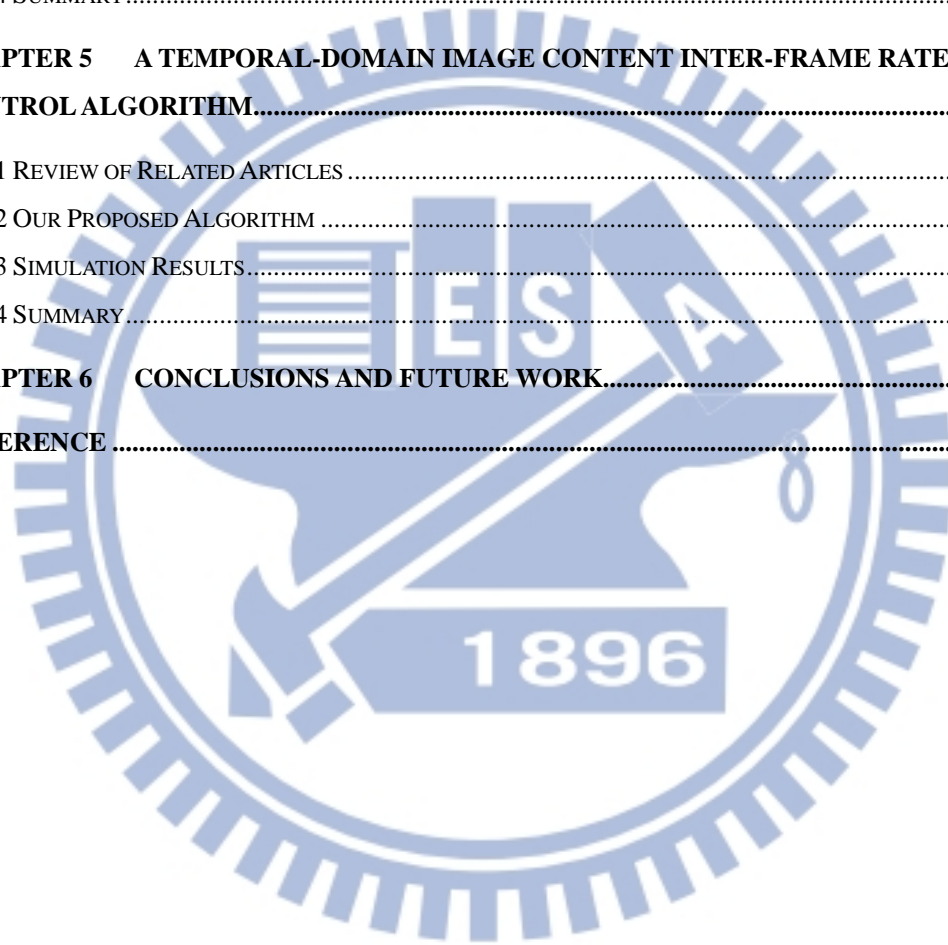 SUMMARY
PTER 5 A TEMPORAL-DOMAIN IMAGE CONTENT INTER-FRAME RATE
TROL ALGORITHM
1 REVIEW OF RELATED ARTICLES
2 OUR PROPOSED ALGORITHM
3 SIMULATION RESULTS
4 SUMMARY
PTER 6 CONCLUSIONS AND FUTURE WORK
ERENCE
E S A
1896